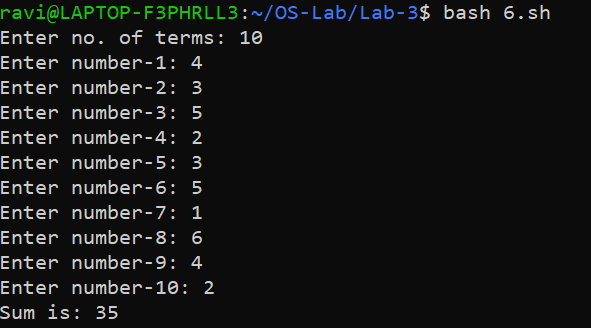 ravi@LAPTOP-F3PHRLL3:~/OS-Lab/Lab-3$ bash 6.sh
Enter no. of terms: 10
Enter number-1: 4
Enter number-2: 3
Enter number-3: 5
Enter number-4: 2
Enter number-5: 3
Enter number-6: 5
Enter number-7: 1
Enter number-8: 6
Enter number-9: 4
Enter number-10: 2
Sum is: 35